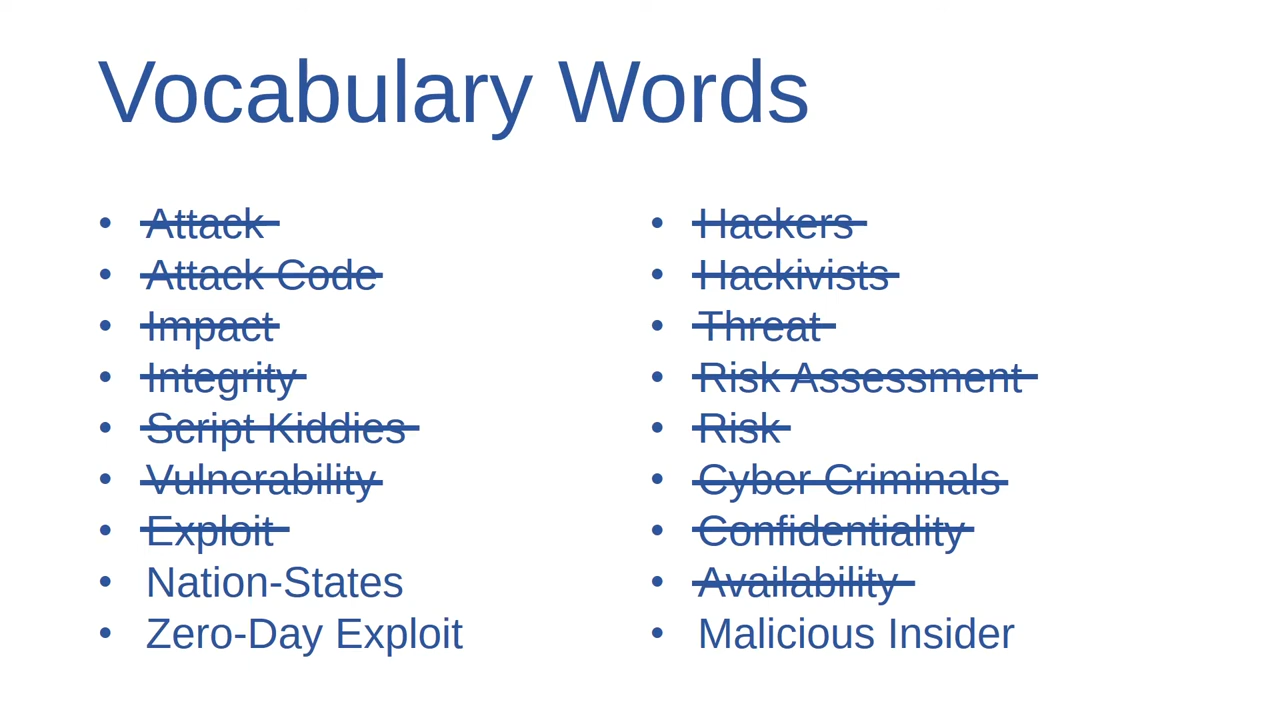 Vocabulary Words
• Attack
• Attack Code
• Impact
• Integrity
• Script Kiddies
• Vulnerability
• Exploit
• Nation-States
• Zero-Day Exploit
• Hackers
• Hackivists
• Threat
• Risk Assessment
• Risk
• Cyber Criminals
• Confidentiality
• Availability
• Malicious Insider